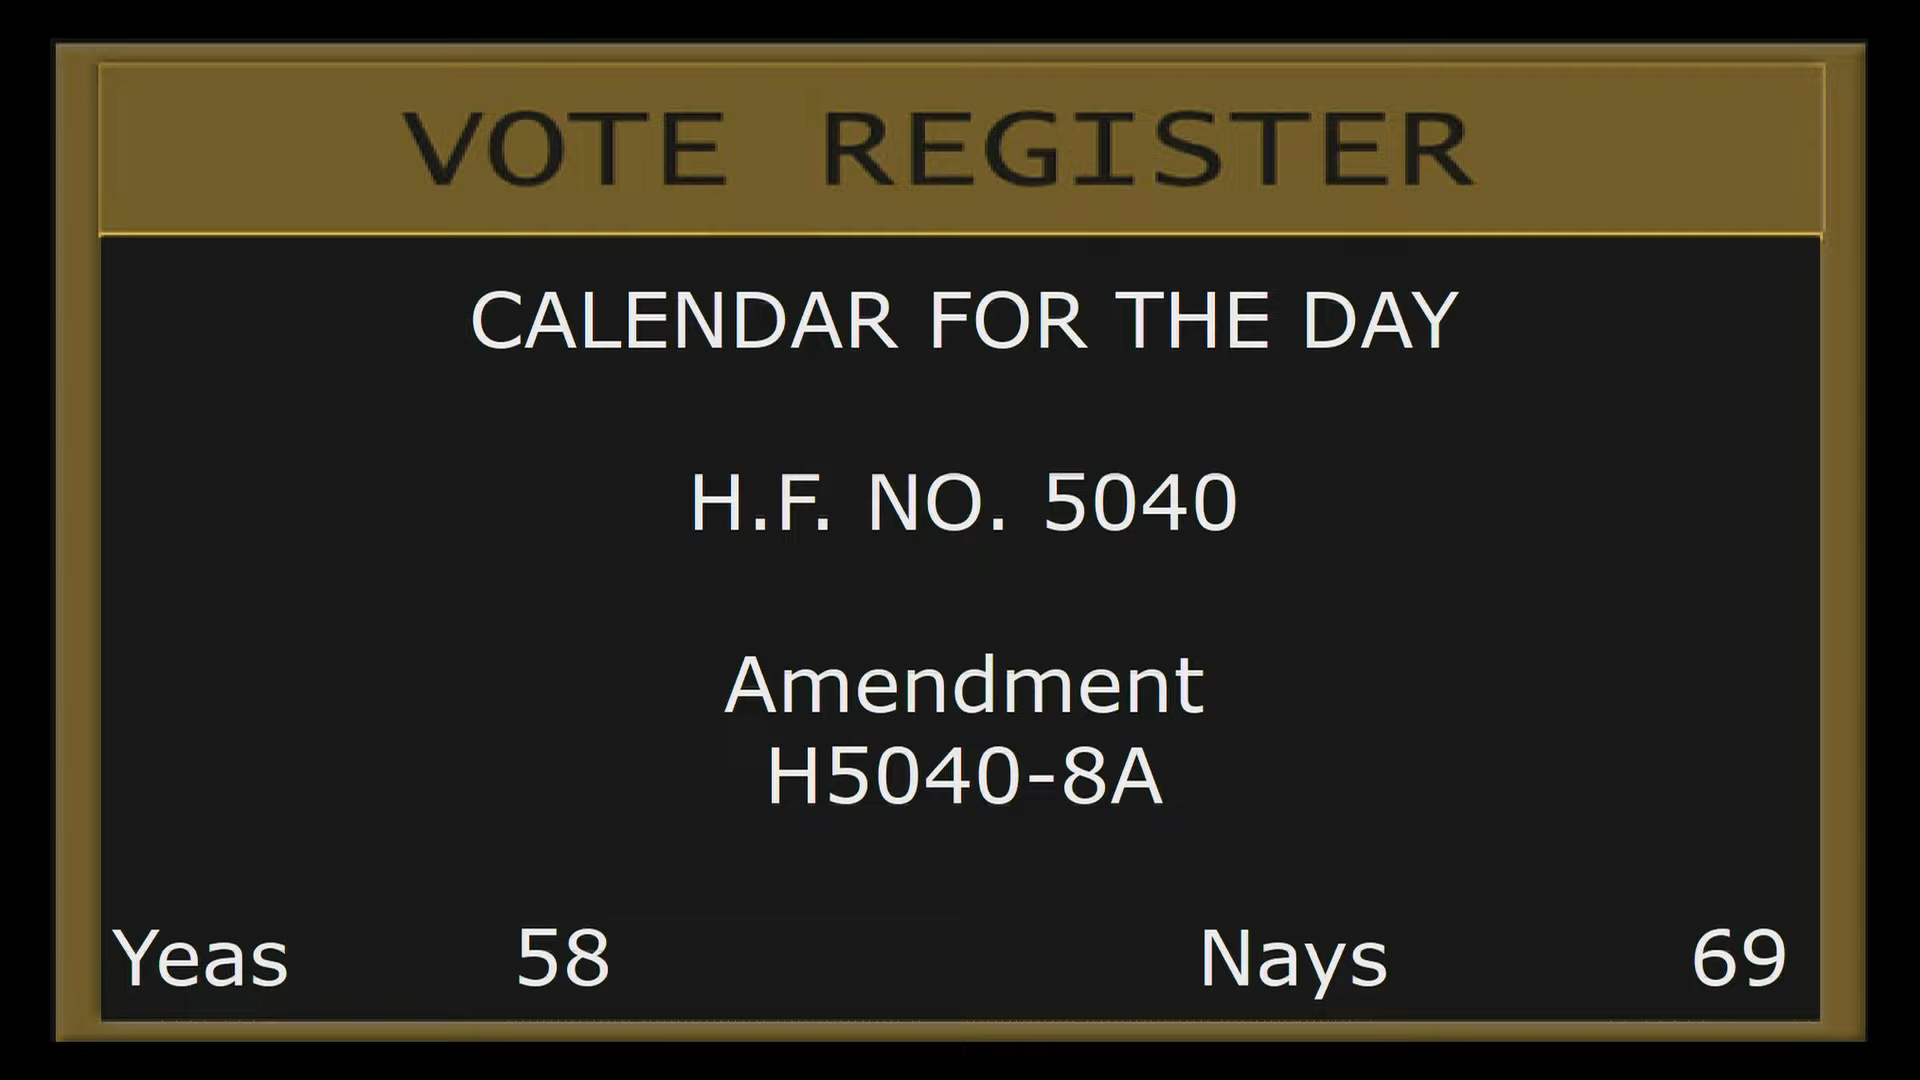 VOTE REGISTER
CALENDAR FOR THE DAY
H.F. NO. 5040
Amendment
H5040-8A
Yeas 58 Nays 69